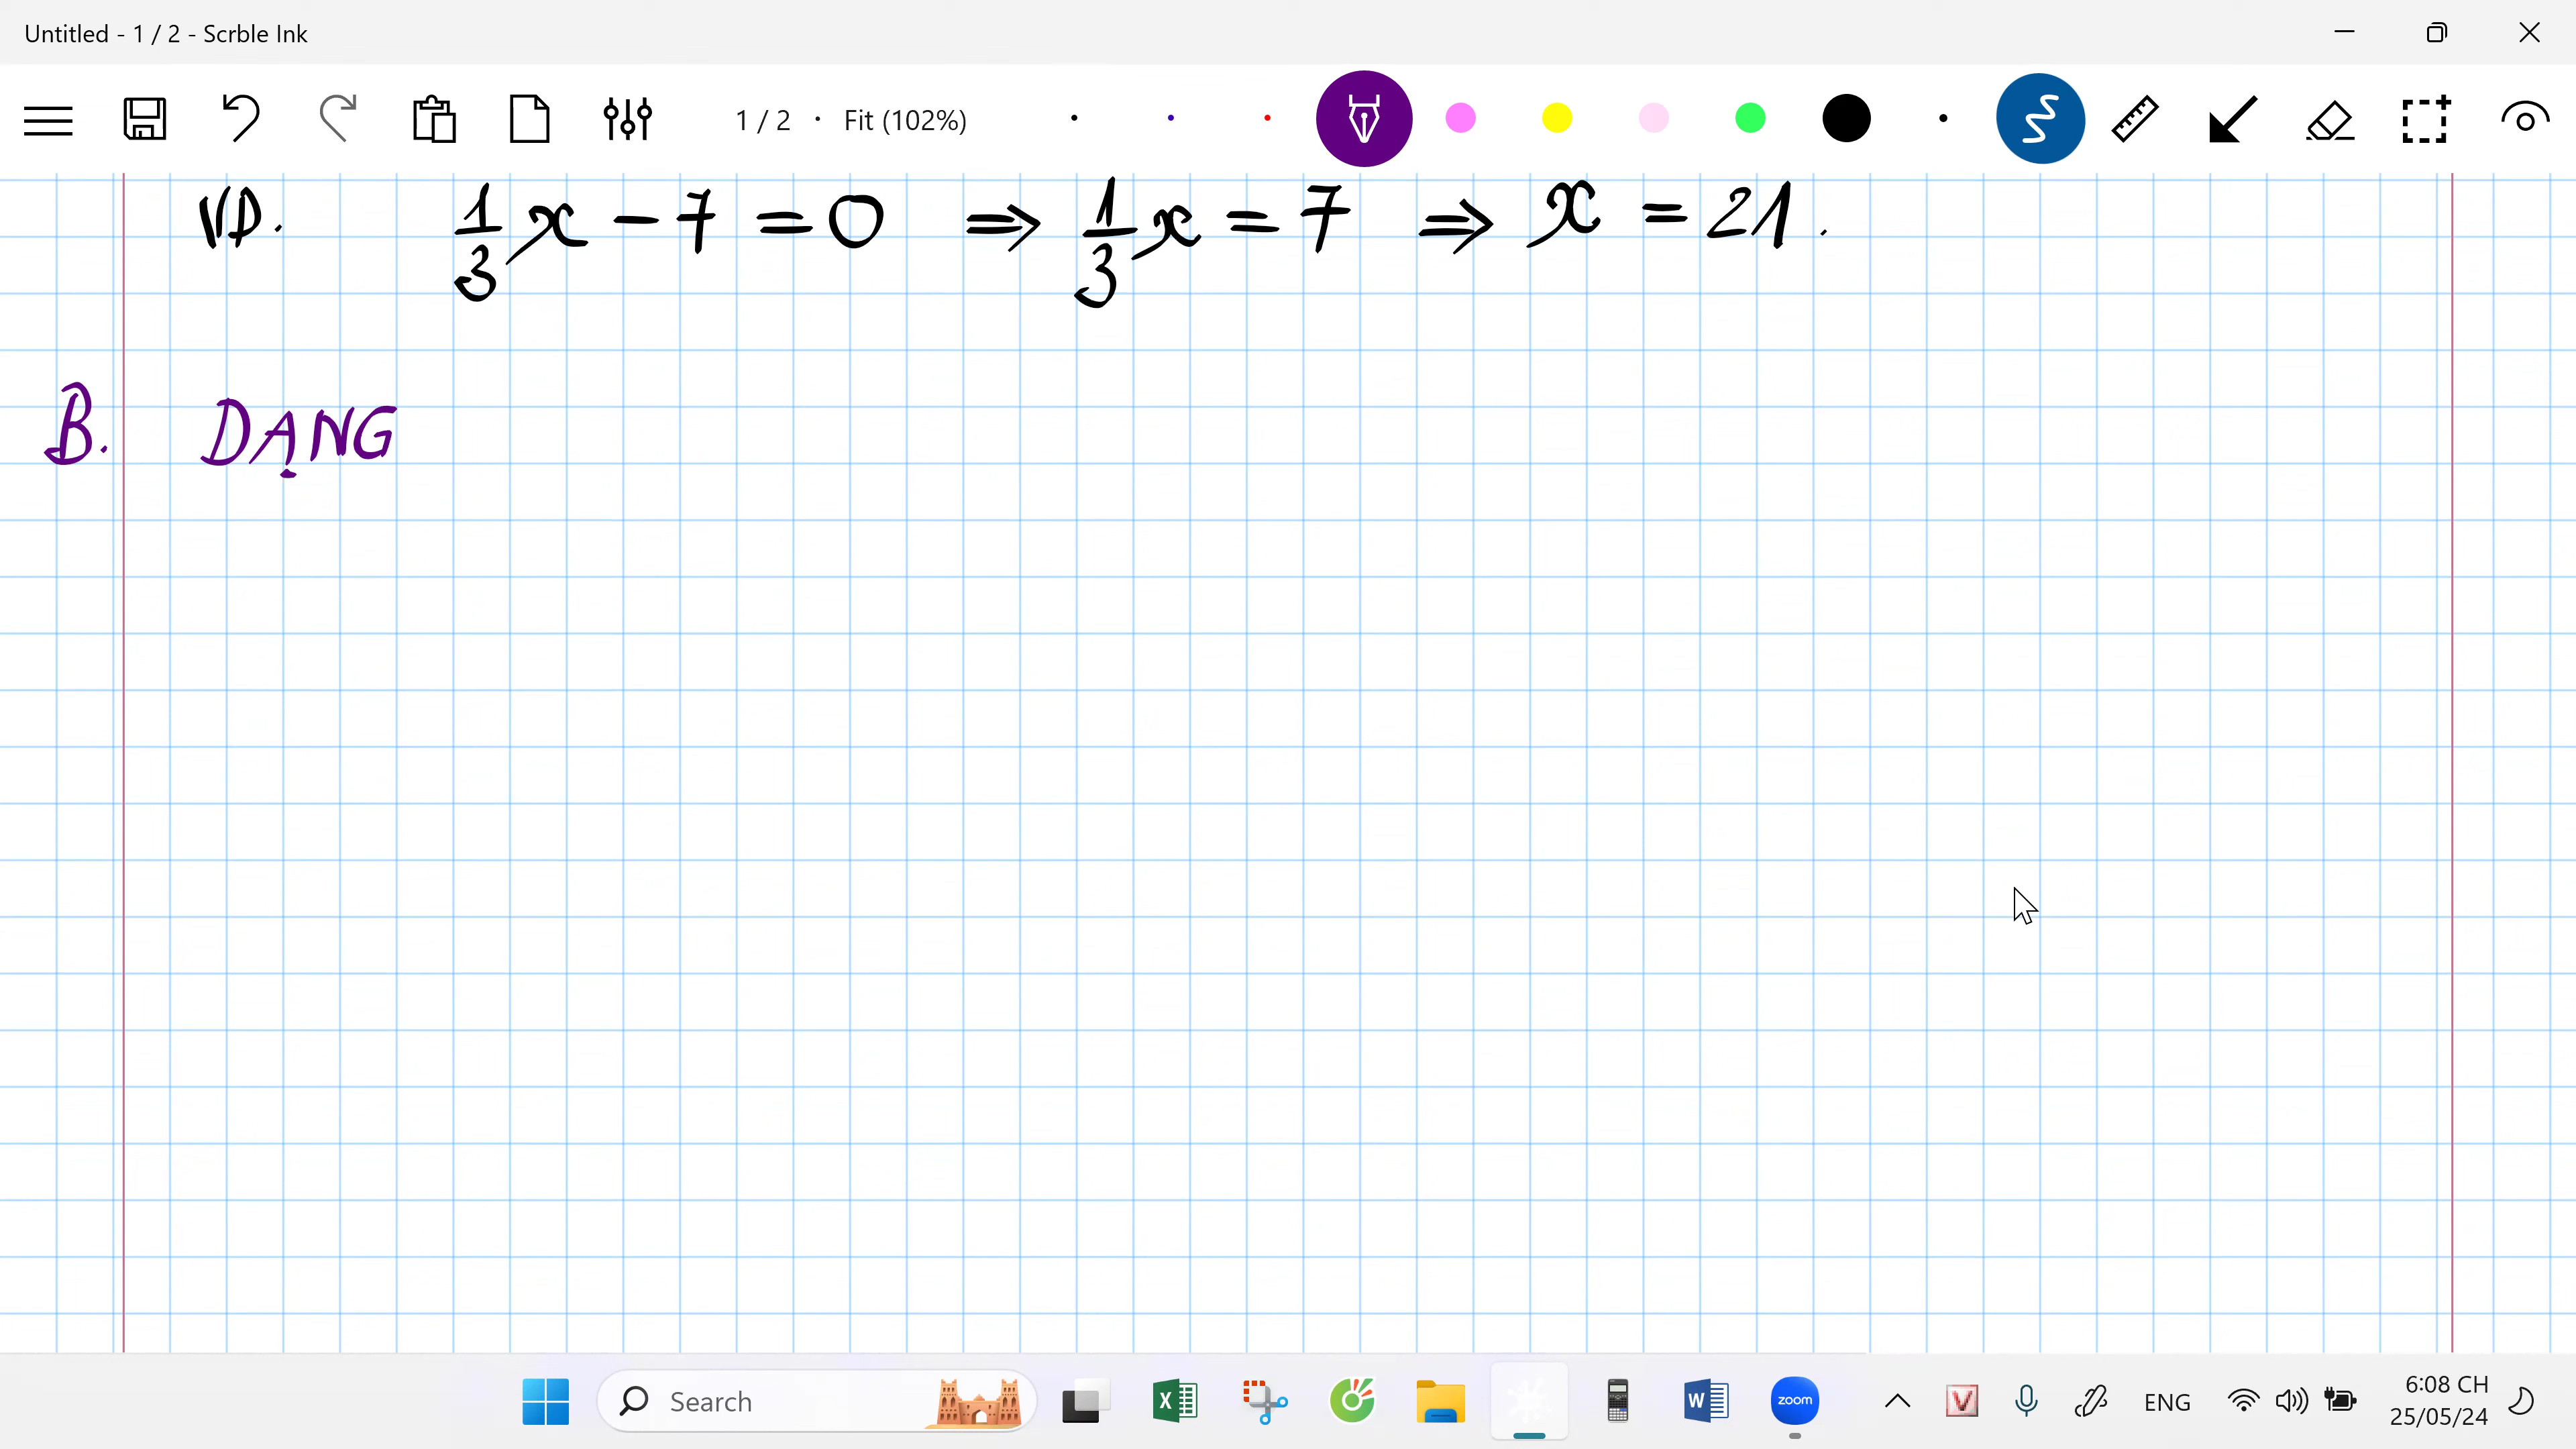 Untitled - 1 / 2 - Scrble Ink
1 / 2 · Fit (102%)
VD. 1/3 x - 7 = 0 ⇒ 1/3 x = 7 ⇒ x = 21.
B. DẠNG
Search
zoom
ENG
6:08 CH
25/05/24